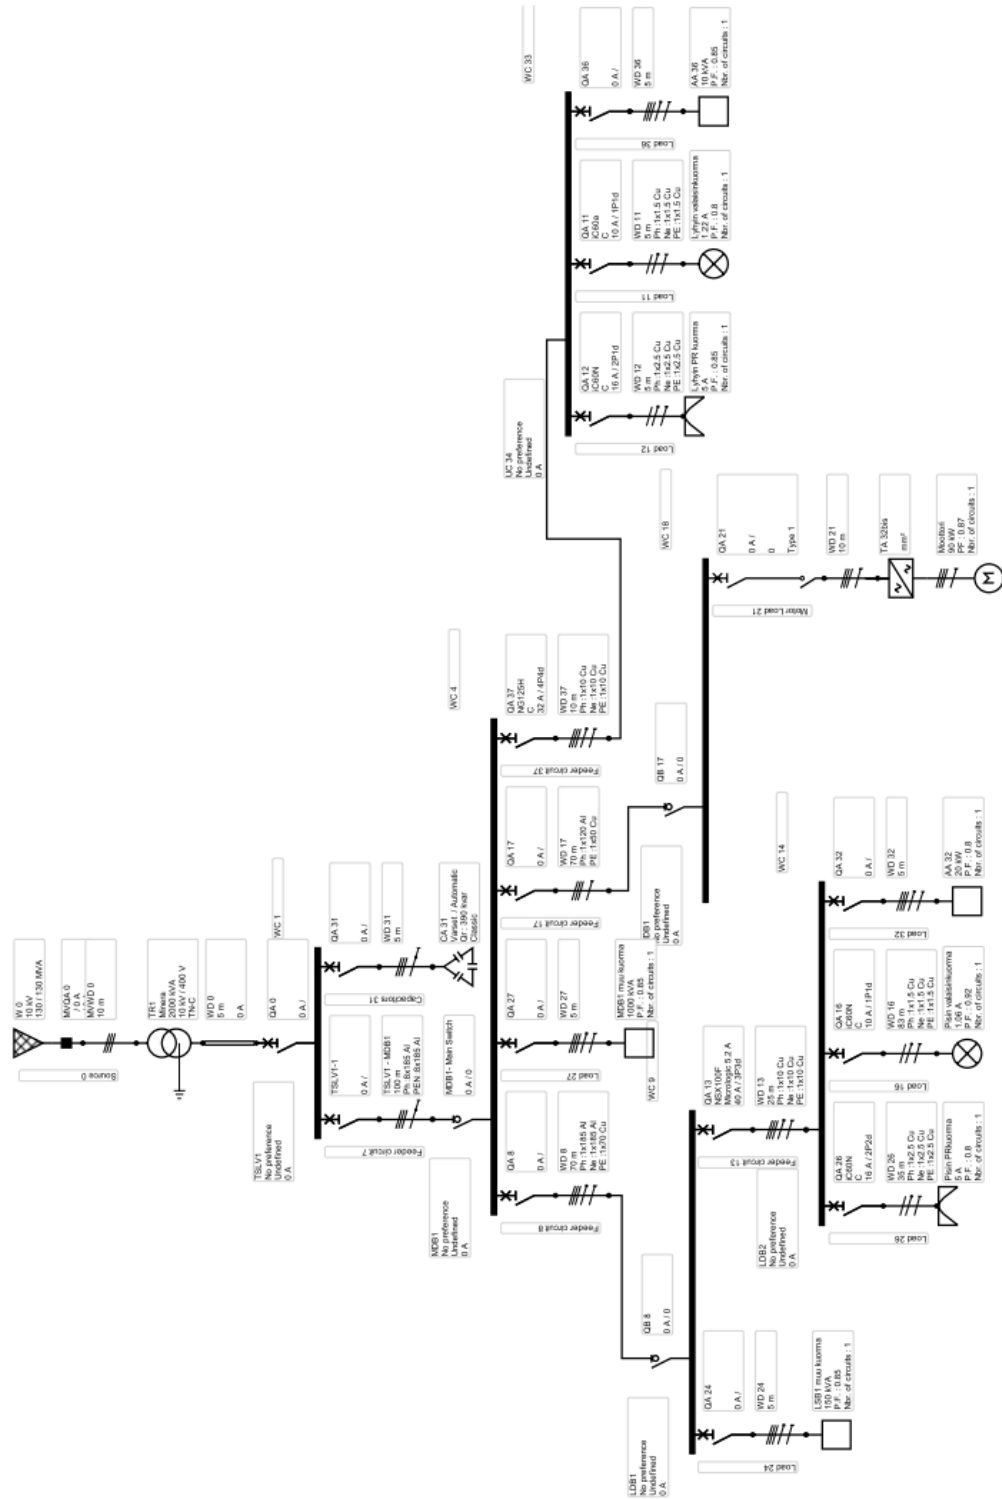 W 0
10 kV
130 / 130 MVA
MVQA 0
/ 0 A
MVWD 0
10 m
TR1
Minera
2000 kVA
10 kV / 400 V
TN-C
WD 0
5 m
0 A
QA 0
0 A /
Source 0
TSLV1
No preference
Undefined
0 A
WC 1
TSLV1-1
0 A /
TSLV1 - MDB1
100 m
Ph :8x185 Al
PEN :8x185 Al
MDB1- Main Switch
0 A / 0
Feeder circuit 7
QA 31
0 A /
WD 31
5 m
CA 31
Varset / Automatic
Qr : 390 kvar
Classic
Capacitors 31
MDB1
No preference
Undefined
0 A
WC 4
QA 8
0 A /
WD 8
70 m
Ph :1x185 Al
Ne :1x185 Al
PE :1x70 Cu
Feeder circuit 8
QA 27
0 A /
WD 27
5 m
MDB1 muu kuorma
1000 kVA
P.F. : 0.85
Nbr. of circuits : 1
Load 27
QA 17
0 A /
WD 17
70 m
Ph :1x120 Al
PE :1x50 Cu
Feeder circuit 17
QA 37
NG125H
C
32 A / 4P4d
WD 37
10 m
Ph :1x10 Cu
Ne :1x10 Cu
PE :1x10 Cu
Feeder circuit 37
UC 34
No preference
Undefined
0 A
WC 33
QA 12
iC60N
C
16 A / 2P1d
WD 12
5 m
Ph :1x2.5 Cu
Ne :1x2.5 Cu
PE :1x2.5 Cu
Lyhyin PR kuorma
5 A
P.F. : 0.85
Nbr. of circuits : 1
Load 12
QA 11
iC60a
C
10 A / 1P1d
WD 11
5 m
Ph :1x1.5 Cu
Ne :1x1.5 Cu
PE :1x1.5 Cu
Lyhyin valaisinkuorma
1.22 A
P.F. : 0.8
Nbr. of circuits : 1
Load 11
QA 36
0 A /
WD 36
5 m
AA 36
10 kVA
P.F. : 0.85
Nbr. of circuits : 1
Load 36
QB 17
0 A / 0
DB1
No preference
Undefined
0 A
WC 18
QA 21
0 A /
0
Type 1
WD 21
10 m
TA 32bis
mm²
Moottori
90 kW
PF : 0.87
Nbr. of circuits : 1
Motor Load 21
QB 8
0 A / 0
LDB1
No preference
Undefined
0 A
WC 9
QA 24
0 A /
WD 24
5 m
LSB1 muu kuorma
150 kVA
P.F. : 0.85
Nbr. of circuits : 1
Load 24
QA 13
NSX100F
Micrologic 5.2 A
40 A / 3P3d
WD 13
25 m
Ph :1x10 Cu
Ne :1x10 Cu
PE :1x10 Cu
Feeder circuit 13
LDB2
No preference
Undefined
0 A
WC 14
QA 26
iC60N
C
16 A / 2P2d
WD 26
35 m
Ph :1x2.5 Cu
Ne :1x2.5 Cu
PE :1x2.5 Cu
Pisin PRkuorma
5 A
P.F. : 0.8
Nbr. of circuits : 1
Load 26
QA 16
iC60N
C
10 A / 1P1d
WD 16
83 m
Ph :1x1.5 Cu
Ne :1x1.5 Cu
PE :1x1.5 Cu
Pisin valaisinkuorma
1.06 A
P.F. : 0.92
Nbr. of circuits : 1
Load 16
QA 32
0 A /
WD 32
5 m
AA 32
20 kW
P.F. : 0.8
Nbr. of circuits : 1
Load 32
M